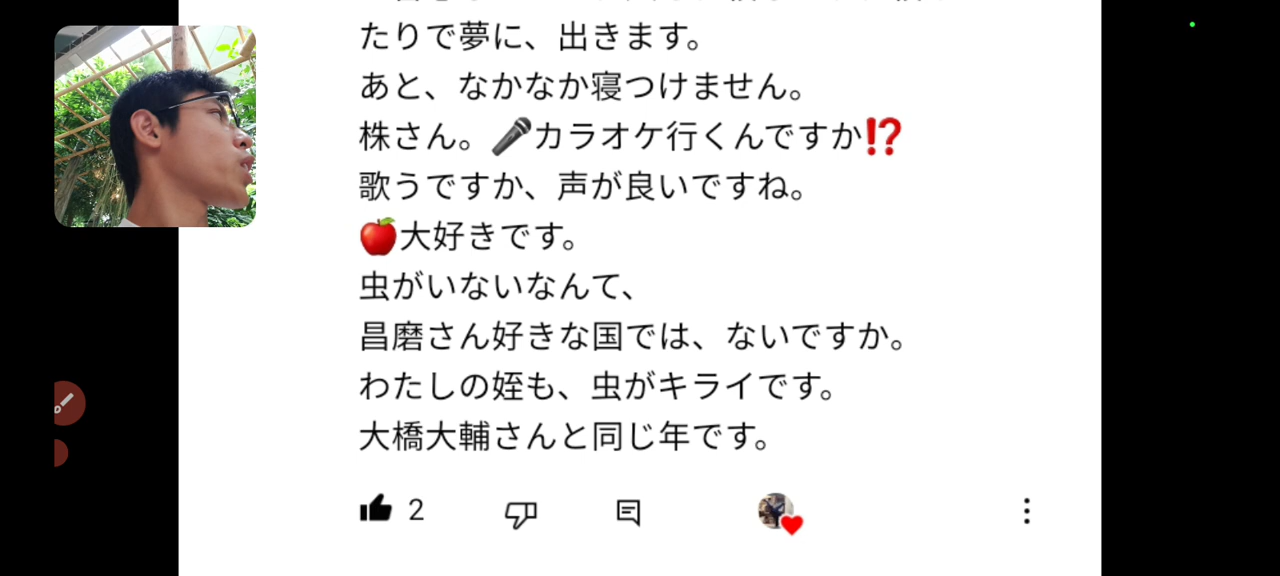 たりで夢に、出きます。
あと、なかなか寝つけません。
株さん。🎤カラオケ行くんですか⁉️
歌うですか、声が良いですね。
🍎大好きです。
虫がいないなんて、
昌磨さん好きな国では、ないですか。
わたしの姪も、虫がキライです。
大橋大輔さんと同じ年です。
2